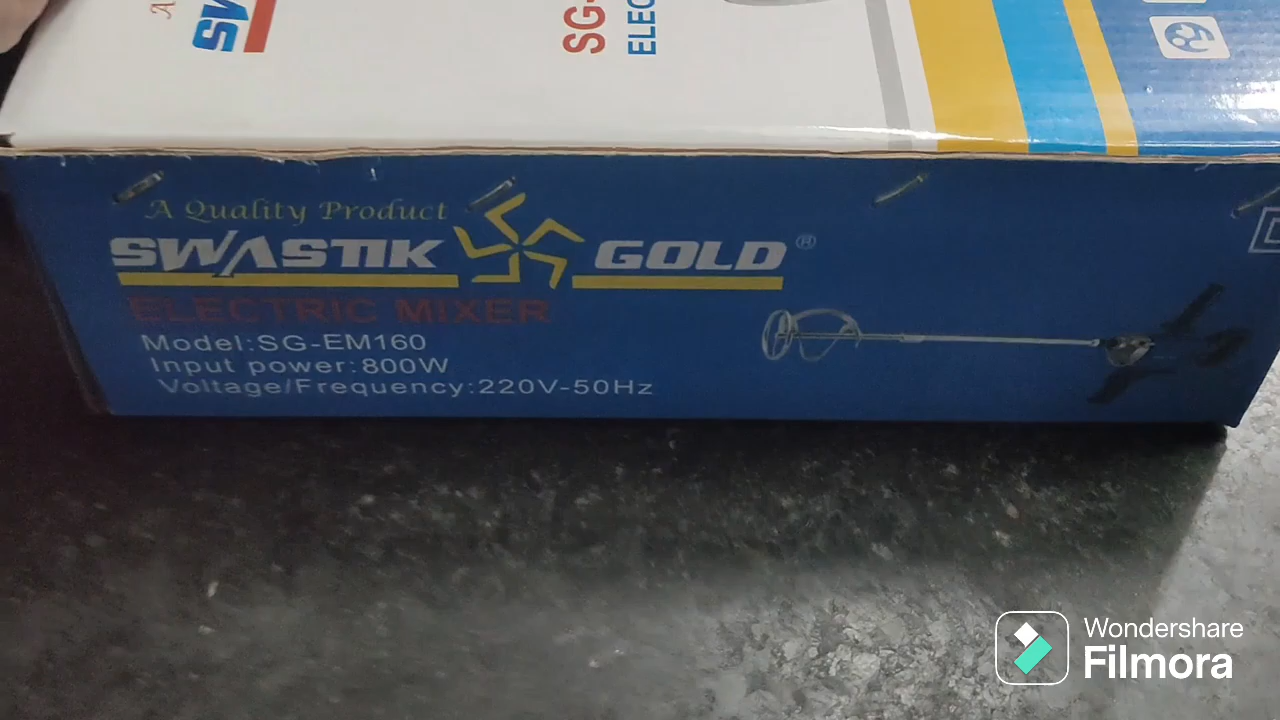 A
SW
SG-
ELEC
A Quality Product
SWASTIK GOLD ®
ELECTRIC MIXER
Model:SG-EM160
Input power:800W
Voltage/Frequency:220V-50Hz
Wondershare
Filmora